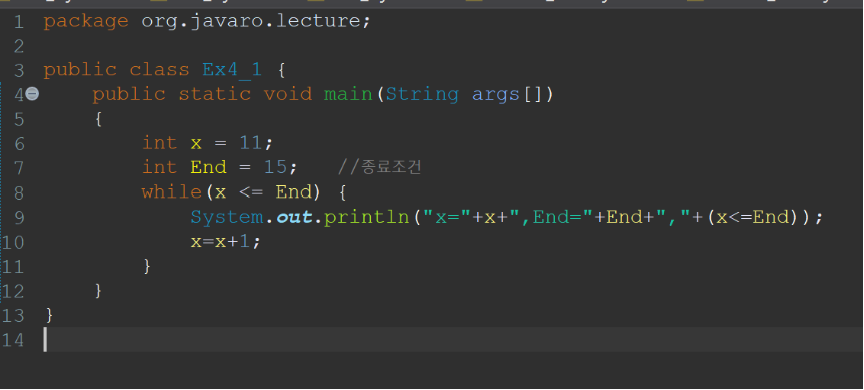 1 package org.javaro.lecture;
2
3 public class Ex4_1 {
4 public static void main(String args[])
5 {
6 int x = 11;
7 int End = 15; //종료조건
8 while(x <= End) {
9 System.out.println("x="+x+",End="+End+","+(x<=End));
10 x=x+1;
11 }
12 }
13 }
14